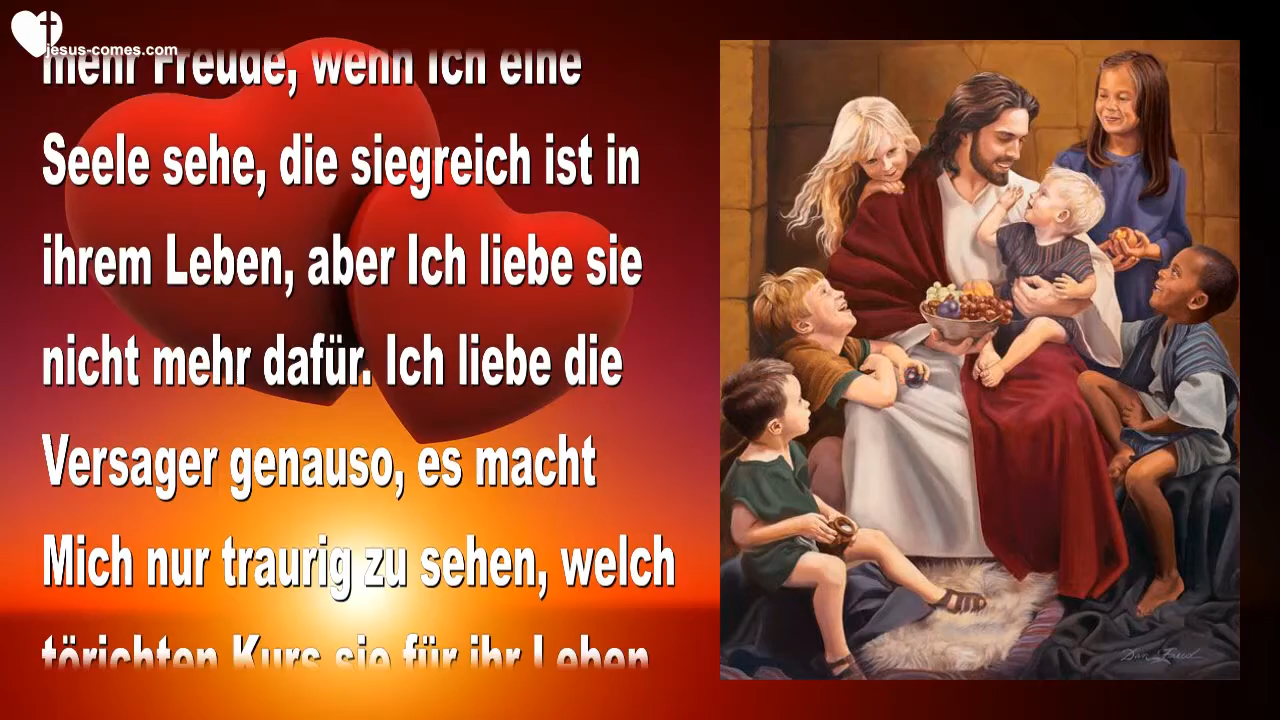 jesus-comes.com
mehr Freude, wenn Ich eine
Seele sehe, die siegreich ist in
ihrem Leben, aber Ich liebe sie
nicht mehr dafür. Ich liebe die
Versager genauso, es macht
Mich nur traurig zu sehen, welch
törichten Kurs sie für ihr Leben